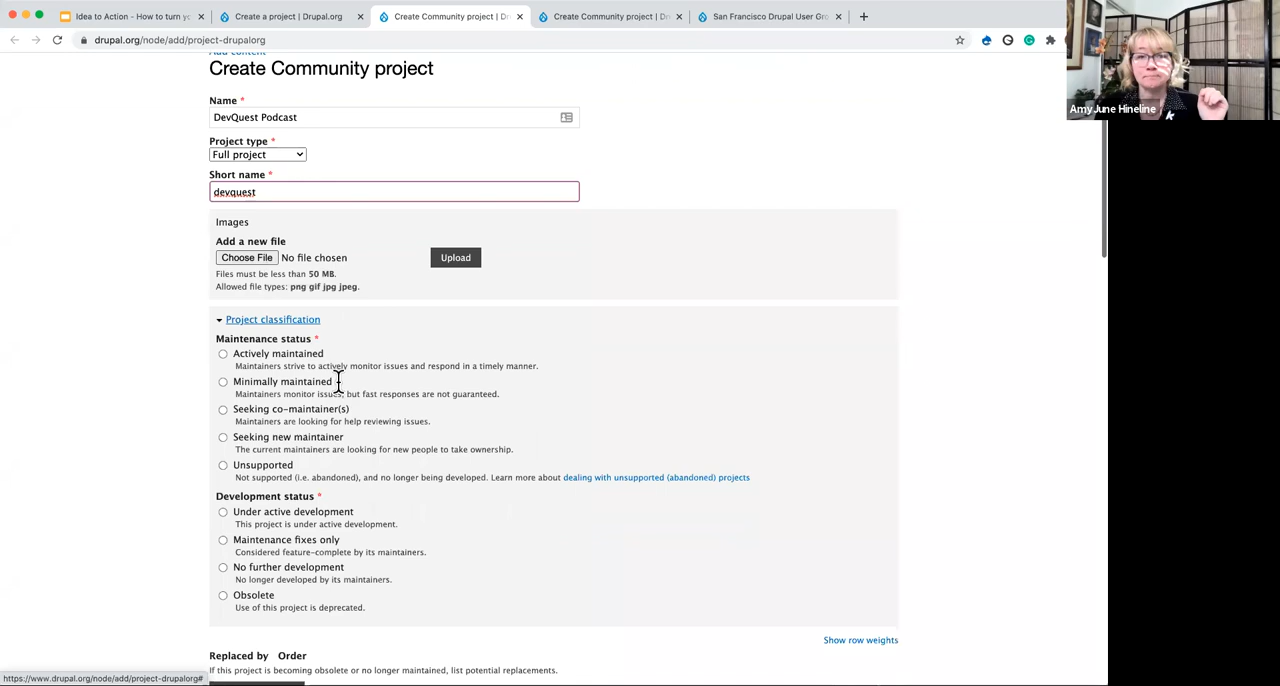 Idea to Action - How to turn yo
Create a project | Drupal.org
Create Community project | Dr
Create Community project | Dr
San Francisco Drupal User Gro
drupal.org/node/add/project-drupalorg
Add content
Create Community project
Name *
DevQuest Podcast
Project type *
Full project
Short name *
devquest
Images
Add a new file
Choose File No file chosen Upload
Files must be less than 50 MB.
Allowed file types: png gif jpg jpeg.
Project classification
Maintenance status *
Actively maintained
Maintainers strive to actively monitor issues and respond in a timely manner.
Minimally maintained
Maintainers monitor issues, but fast responses are not guaranteed.
Seeking co-maintainer(s)
Maintainers are looking for help reviewing issues.
Seeking new maintainer
The current maintainers are looking for new people to take ownership.
Unsupported
Not supported (i.e. abandoned), and no longer being developed. Learn more about dealing with unsupported (abandoned) projects
Development status *
Under active development
This project is under active development.
Maintenance fixes only
Considered feature-complete by its maintainers.
No further development
No longer developed by its maintainers.
Obsolete
Use of this project is deprecated.
Show row weights
Replaced by Order
If this project is becoming obsolete or no longer maintained, list potential replacements.
https://www.drupal.org/node/add/project-drupalorg#
AmyJune Hineline